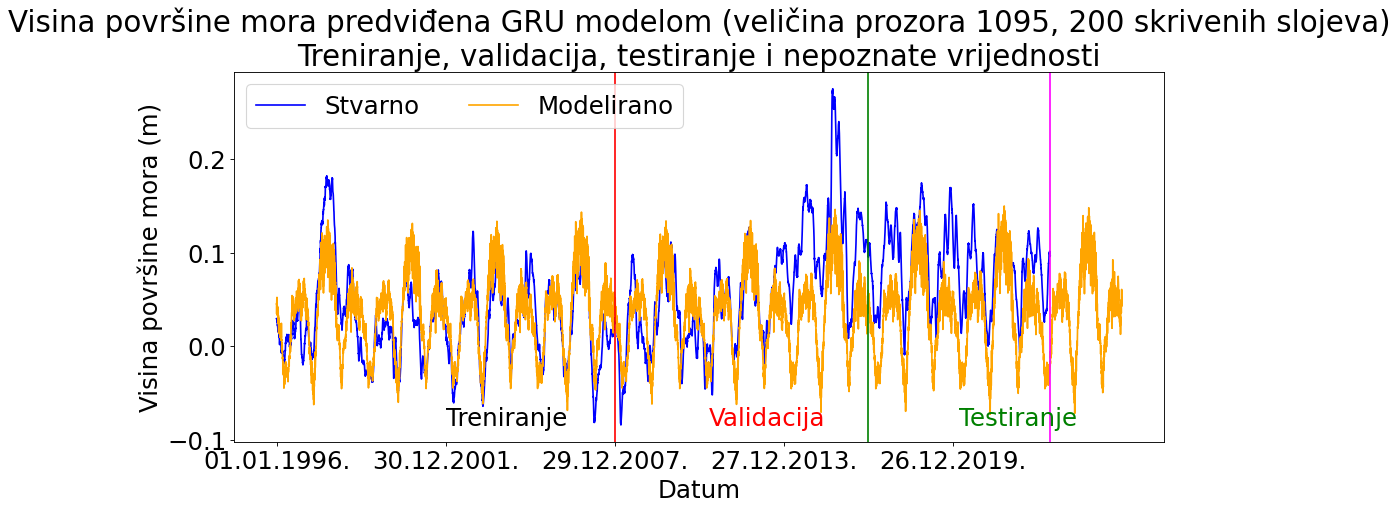 Visina površine mora predviđena GRU modelom (veličina prozora 1095, 200 skrivenih slojeva)
Treniranje, validacija, testiranje i nepoznate vrijednosti
Stvarno Modelirano
Visina površine mora (m)
0.2
0.1
0.0
−0.1
Treniranje Validacija Testiranje
01.01.1996. 30.12.2001. 29.12.2007. 27.12.2013. 26.12.2019.
Datum